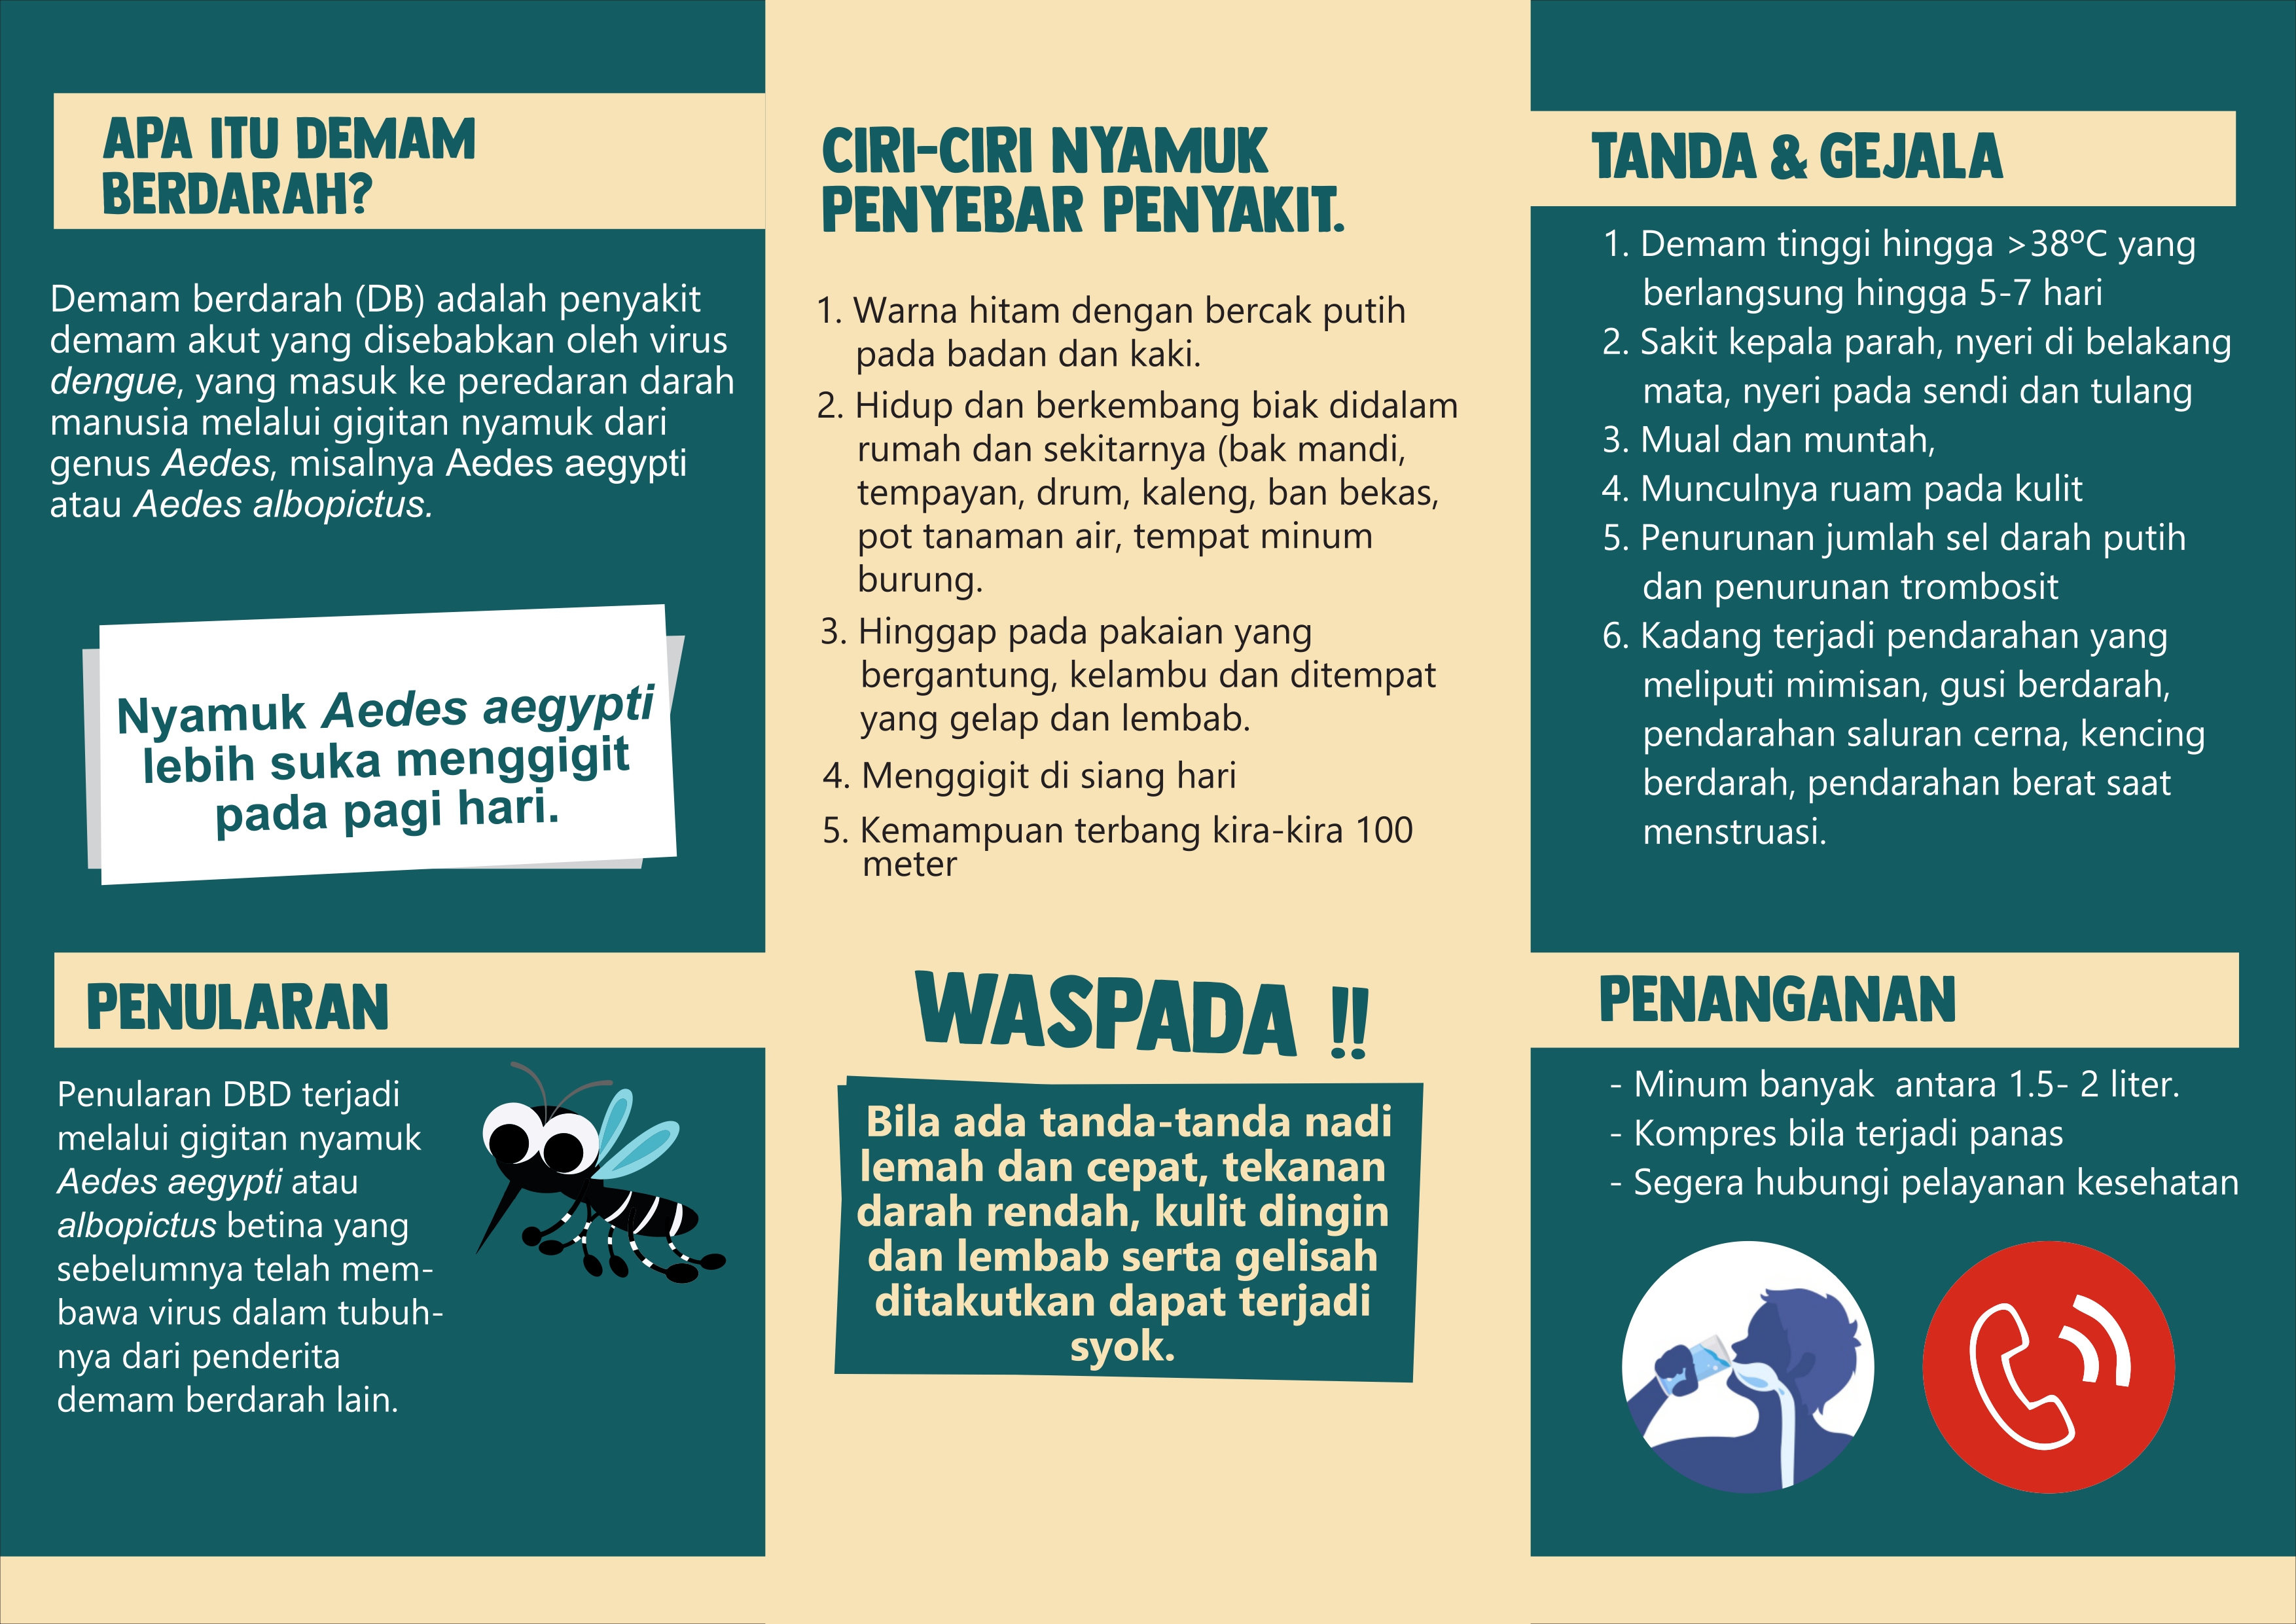 APA ITU DEMAM
BERDARAH?
Demam berdarah (DB) adalah penyakit
demam akut yang disebabkan oleh virus
dengue, yang masuk ke peredaran darah
manusia melalui gigitan nyamuk dari
genus Aedes, misalnya Aedes aegypti
atau Aedes albopictus.
Nyamuk Aedes aegypti
lebih suka menggigit
pada pagi hari.
PENULARAN
Penularan DBD terjadi
melalui gigitan nyamuk
Aedes aegypti atau
albopictus betina yang
sebelumnya telah mem-
bawa virus dalam tubuh-
nya dari penderita
demam berdarah lain.
CIRI-CIRI NYAMUK
PENYEBAR PENYAKIT.
1. Warna hitam dengan bercak putih
pada badan dan kaki.
2. Hidup dan berkembang biak didalam
rumah dan sekitarnya (bak mandi,
tempayan, drum, kaleng, ban bekas,
pot tanaman air, tempat minum
burung.
3. Hinggap pada pakaian yang
bergantung, kelambu dan ditempat
yang gelap dan lembab.
4. Menggigit di siang hari
5. Kemampuan terbang kira-kira 100
meter
WASPADA !!
Bila ada tanda-tanda nadi
lemah dan cepat, tekanan
darah rendah, kulit dingin
dan lembab serta gelisah
ditakutkan dapat terjadi
syok.
TANDA & GEJALA
1. Demam tinggi hingga >38ºC yang
berlangsung hingga 5-7 hari
2. Sakit kepala parah, nyeri di belakang
mata, nyeri pada sendi dan tulang
3. Mual dan muntah,
4. Munculnya ruam pada kulit
5. Penurunan jumlah sel darah putih
dan penurunan trombosit
6. Kadang terjadi pendarahan yang
meliputi mimisan, gusi berdarah,
pendarahan saluran cerna, kencing
berdarah, pendarahan berat saat
menstruasi.
PENANGANAN
- Minum banyak  antara 1.5- 2 liter.
- Kompres bila terjadi panas
- Segera hubungi pelayanan kesehatan